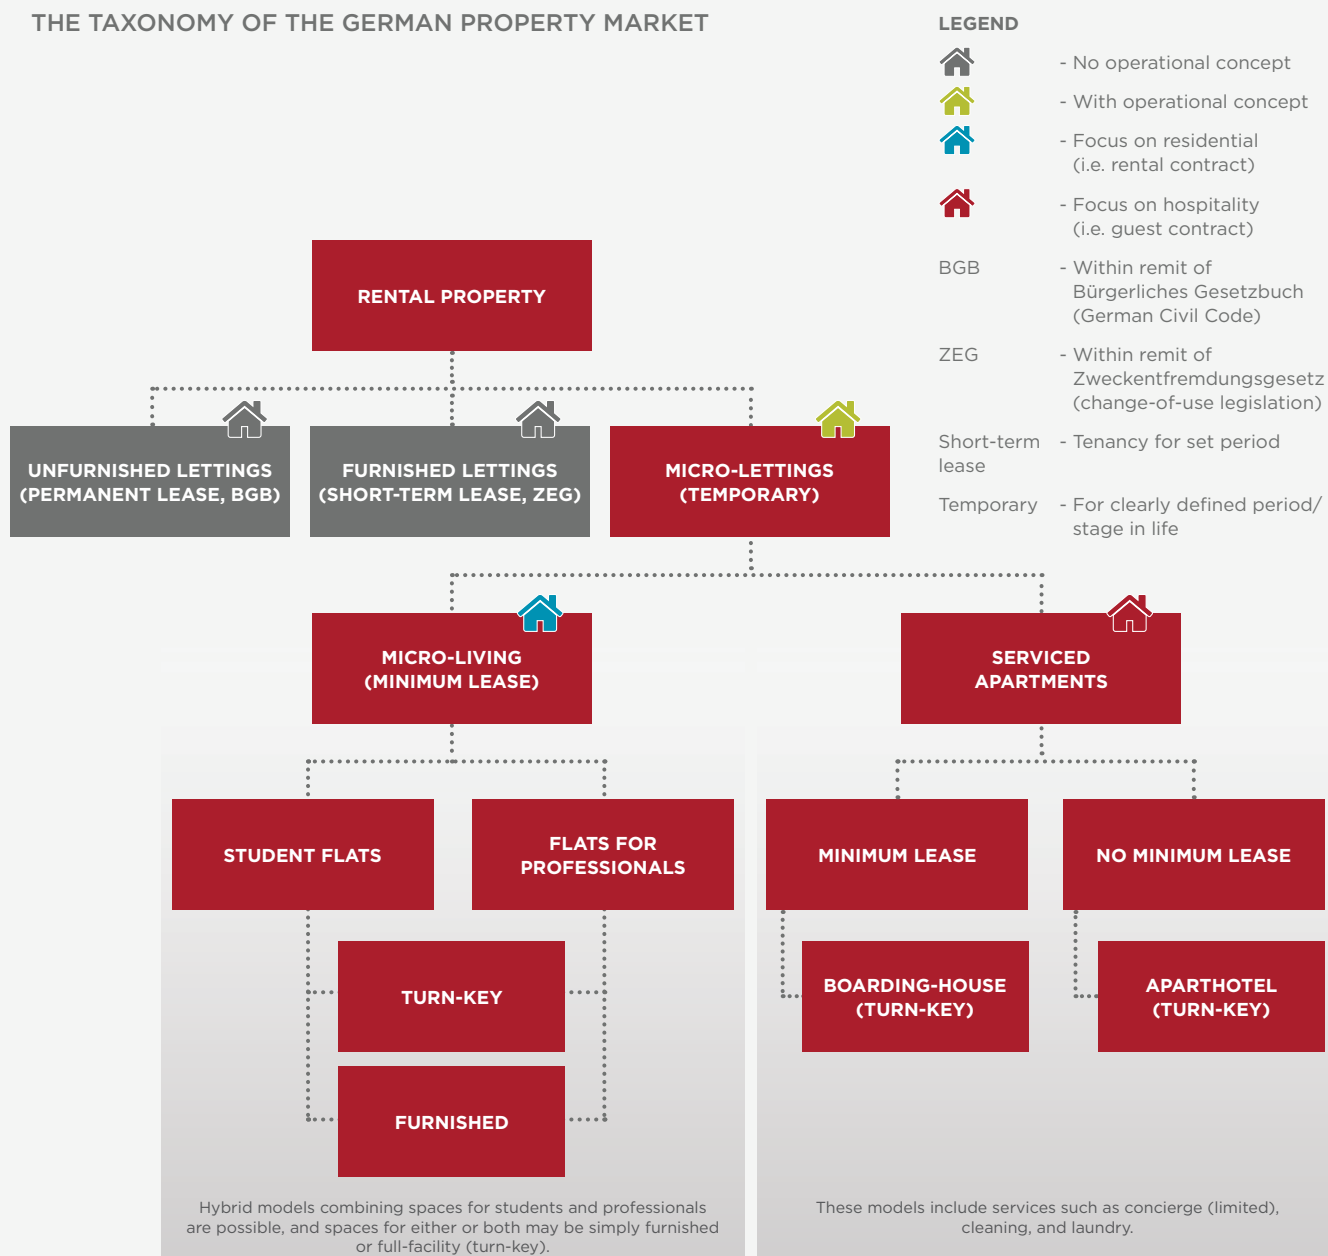 THE TAXONOMY OF THE GERMAN PROPERTY MARKET
LEGEND
- No operational concept
- With operational concept
- Focus on residential
(i.e. rental contract)
- Focus on hospitality
(i.e. guest contract)
BGB - Within remit of
Bürgerliches Gesetzbuch
(German Civil Code)
ZEG - Within remit of
Zweckentfremdungsgesetz
(change-of-use legislation)
Short-term - Tenancy for set period
lease
Temporary - For clearly defined period/
stage in life
RENTAL PROPERTY
UNFURNISHED LETTINGS
(PERMANENT LEASE, BGB)
FURNISHED LETTINGS
(SHORT-TERM LEASE, ZEG)
MICRO-LETTINGS
(TEMPORARY)
MICRO-LIVING
(MINIMUM LEASE)
SERVICED
APARTMENTS
STUDENT FLATS
FLATS FOR
PROFESSIONALS
MINIMUM LEASE
NO MINIMUM LEASE
TURN-KEY
BOARDING-HOUSE
(TURN-KEY)
APARTHOTEL
(TURN-KEY)
FURNISHED
Hybrid models combining spaces for students and professionals
are possible, and spaces for either or both may be simply furnished
or full-facility (turn-key).
These models include services such as concierge (limited),
cleaning, and laundry.